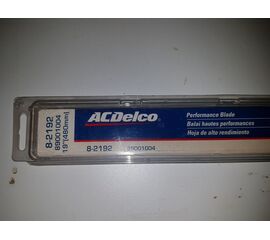 ACDelco
Performance Blade
Balai hautes performances
Hoja de alto rendimiento
8-2192 89001004
8-2192
89001004
19" [480mm]